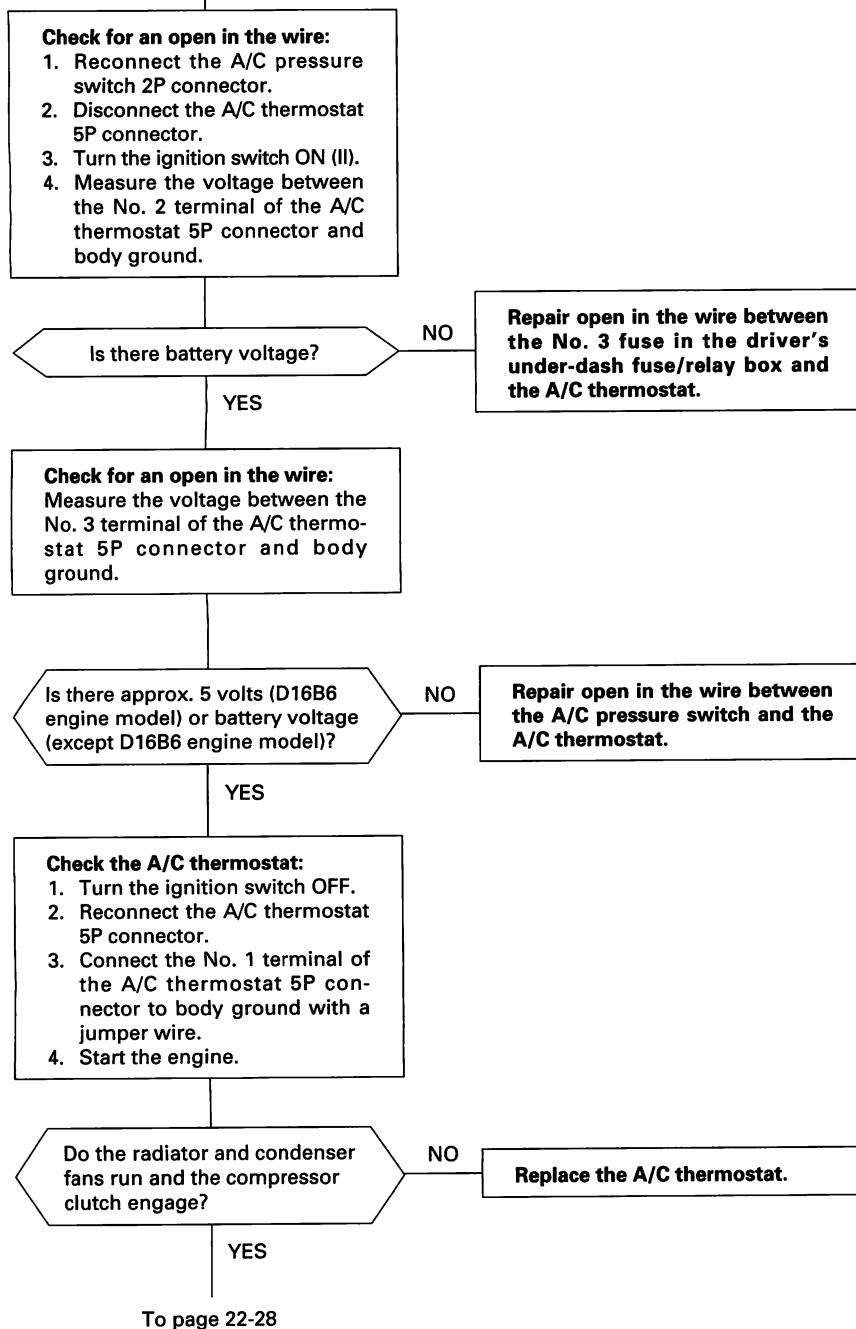 Check for an open in the wire:
1. Reconnect the A/C pressure
switch 2P connector.
2. Disconnect the A/C thermostat
5P connector.
3. Turn the ignition switch ON (II).
4. Measure the voltage between
the No. 2 terminal of the A/C
thermostat 5P connector and
body ground.
Is there battery voltage?
NO
Repair open in the wire between
the No. 3 fuse in the driver's
under-dash fuse/relay box and
the A/C thermostat.
YES
Check for an open in the wire:
Measure the voltage between the
No. 3 terminal of the A/C thermo-
stat 5P connector and body
ground.
Is there approx. 5 volts (D16B6
engine model) or battery voltage
(except D16B6 engine model)?
NO
Repair open in the wire between
the A/C pressure switch and the
A/C thermostat.
YES
Check the A/C thermostat:
1. Turn the ignition switch OFF.
2. Reconnect the A/C thermostat
5P connector.
3. Connect the No. 1 terminal of
the A/C thermostat 5P con-
nector to body ground with a
jumper wire.
4. Start the engine.
Do the radiator and condenser
fans run and the compressor
clutch engage?
NO
Replace the A/C thermostat.
YES
To page 22-28